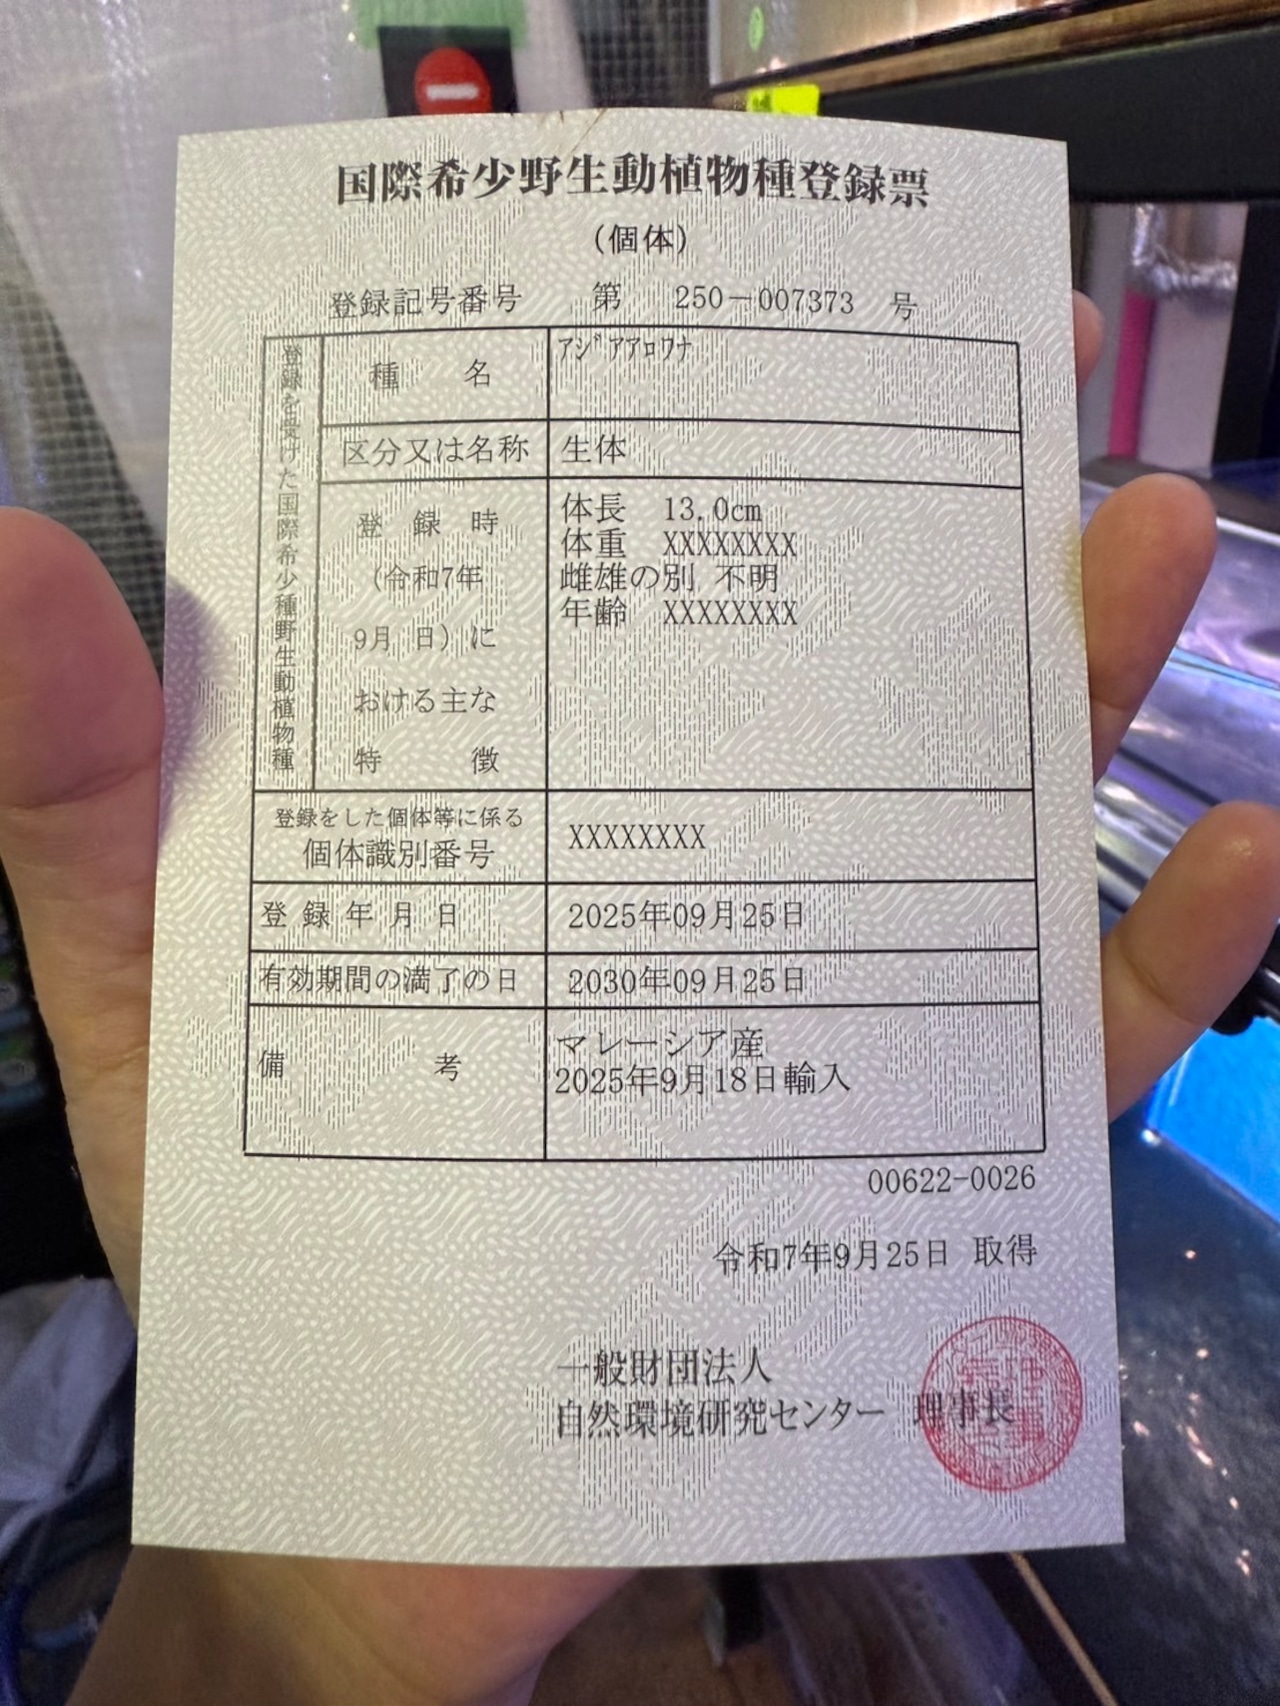 国際希少野生動植物種登録票
(個体)
登録記号番号 第 250-007373 号
登録を受けた国際希少種野生動植物種
種 名 ｱｼﾞｱｱﾛﾜﾅ
区分又は名称 生体
登録時
(令和7年
9月 日)に
おける主な
特 徴
体長 13.0cm
体重 XXXXXXXX
雌雄の別 不明
年齢 XXXXXXXX
登録をした個体等に係る
個体識別番号 XXXXXXXX
登録年月日 2025年09月25日
有効期間の満了の日 2030年09月25日
備 考
マレーシア産
2025年9月18日輸入
00622-0026
令和7年9月25日 取得
一般財団法人
自然環境研究センター 理事長